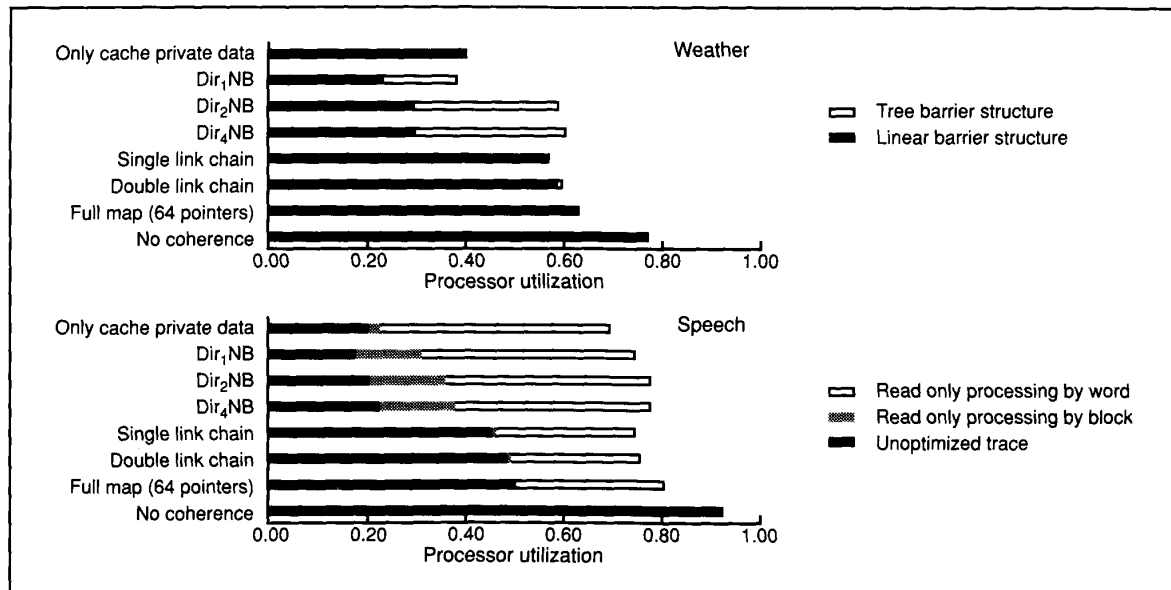 Weather
Only cache private data
Dir₁NB
Dir₂NB
Dir₄NB
Single link chain
Double link chain
Full map (64 pointers)
No coherence
0.00 0.20 0.40 0.60 0.80 1.00
Processor utilization
Tree barrier structure
Linear barrier structure
Speech
Only cache private data
Dir₁NB
Dir₂NB
Dir₄NB
Single link chain
Double link chain
Full map (64 pointers)
No coherence
0.00 0.20 0.40 0.60 0.80 1.00
Processor utilization
Read only processing by word
Read only processing by block
Unoptimized trace